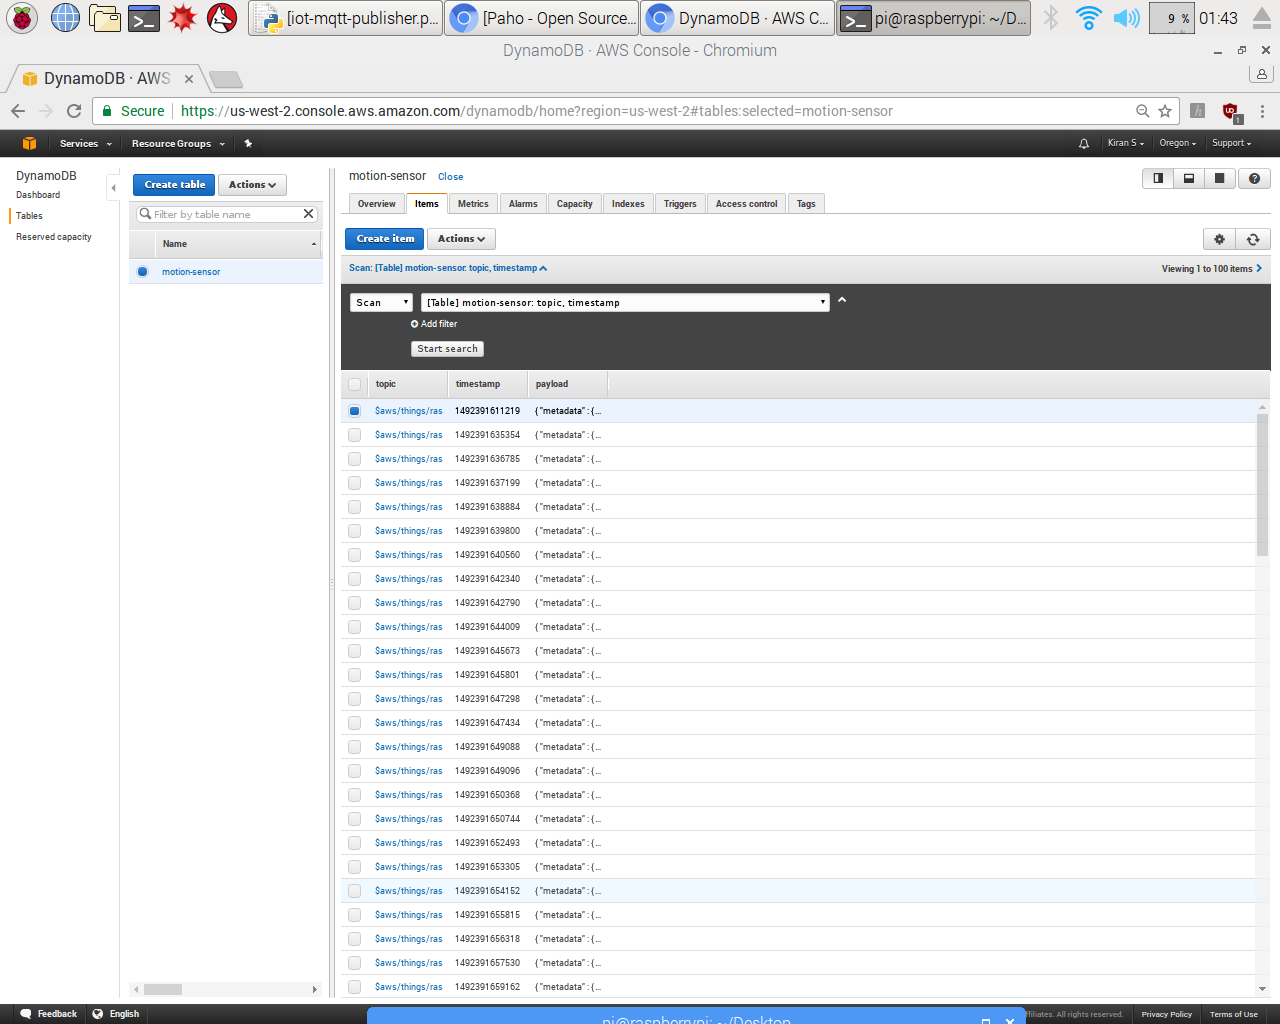 [iot-mqtt-publisher.p...
[Paho - Open Source...
DynamoDB · AWS C...
pi@raspberrypi: ~/D...
9 %
01:43
DynamoDB · AWS Console - Chromium
DynamoDB · AWS
Secure
https://us-west-2.console.aws.amazon.com/dynamodb/home?region=us-west-2#tables:selected=motion-sensor
h
1
Services
Resource Groups
Kiran S
Oregon
Support
DynamoDB
Dashboard
Tables
Reserved capacity
Create table
Actions
Filter by table name
Name
motion-sensor
motion-sensor
Close
Overview
Items
Metrics
Alarms
Capacity
Indexes
Triggers
Access control
Tags
Create item
Actions
Scan: [Table] motion-sensor: topic, timestamp
Viewing 1 to 100 items
Scan
[Table] motion-sensor: topic, timestamp
Add filter
Start search
topic timestamp payload
$aws/things/ras 1492391611219 {"metadata" : {...
$aws/things/ras 1492391635354 {"metadata" : {...
$aws/things/ras 1492391636785 {"metadata" : {...
$aws/things/ras 1492391637199 {"metadata" : {...
$aws/things/ras 1492391638884 {"metadata" : {...
$aws/things/ras 1492391639800 {"metadata" : {...
$aws/things/ras 1492391640560 {"metadata" : {...
$aws/things/ras 1492391642340 {"metadata" : {...
$aws/things/ras 1492391642790 {"metadata" : {...
$aws/things/ras 1492391644009 {"metadata" : {...
$aws/things/ras 1492391645673 {"metadata" : {...
$aws/things/ras 1492391645801 {"metadata" : {...
$aws/things/ras 1492391647298 {"metadata" : {...
$aws/things/ras 1492391647434 {"metadata" : {...
$aws/things/ras 1492391649088 {"metadata" : {...
$aws/things/ras 1492391649096 {"metadata" : {...
$aws/things/ras 1492391650368 {"metadata" : {...
$aws/things/ras 1492391650744 {"metadata" : {...
$aws/things/ras 1492391652493 {"metadata" : {...
$aws/things/ras 1492391653305 {"metadata" : {...
$aws/things/ras 1492391654152 {"metadata" : {...
$aws/things/ras 1492391655815 {"metadata" : {...
$aws/things/ras 1492391656318 {"metadata" : {...
$aws/things/ras 1492391657530 {"metadata" : {...
$aws/things/ras 1492391659162 {"metadata" : {...
Feedback
English
pi@raspberrypi: ~/Desktop
ffiliates. All rights reserved.
Privacy Policy
Terms of Use